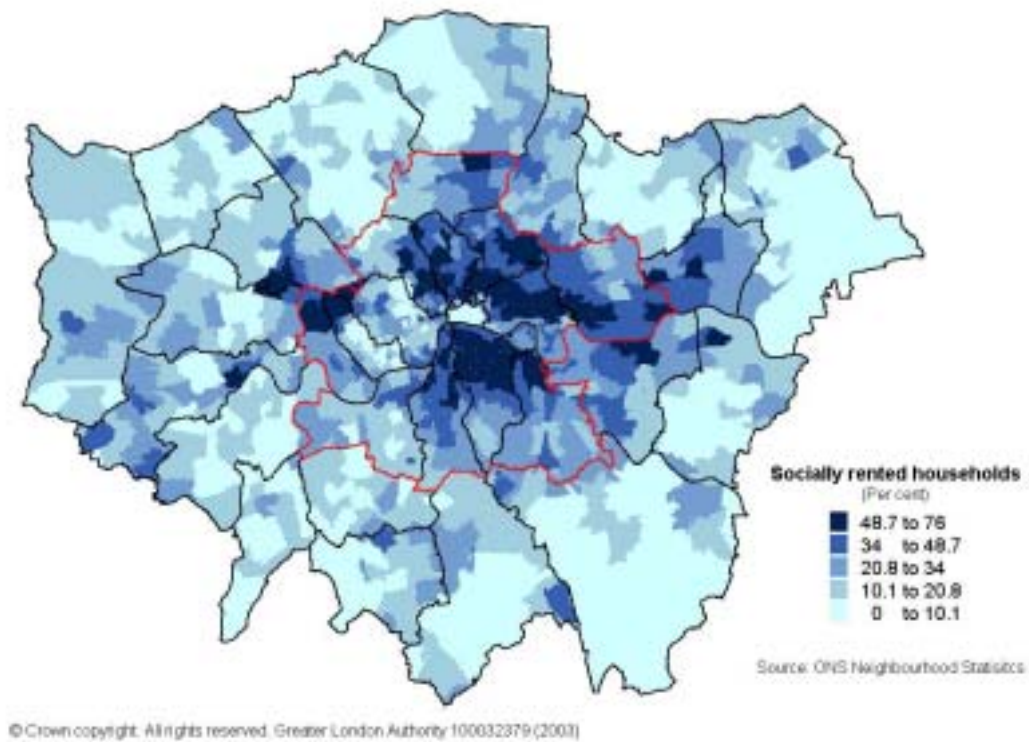 Socially rented households
(Per cent)
48.7 to 76
34 to 48.7
20.8 to 34
10.1 to 20.8
0 to 10.1
Source: ONS Neighbourhood Statisitcs
© Crown copyright. All rights reserved. Greater London Authority 100032379 (2003)